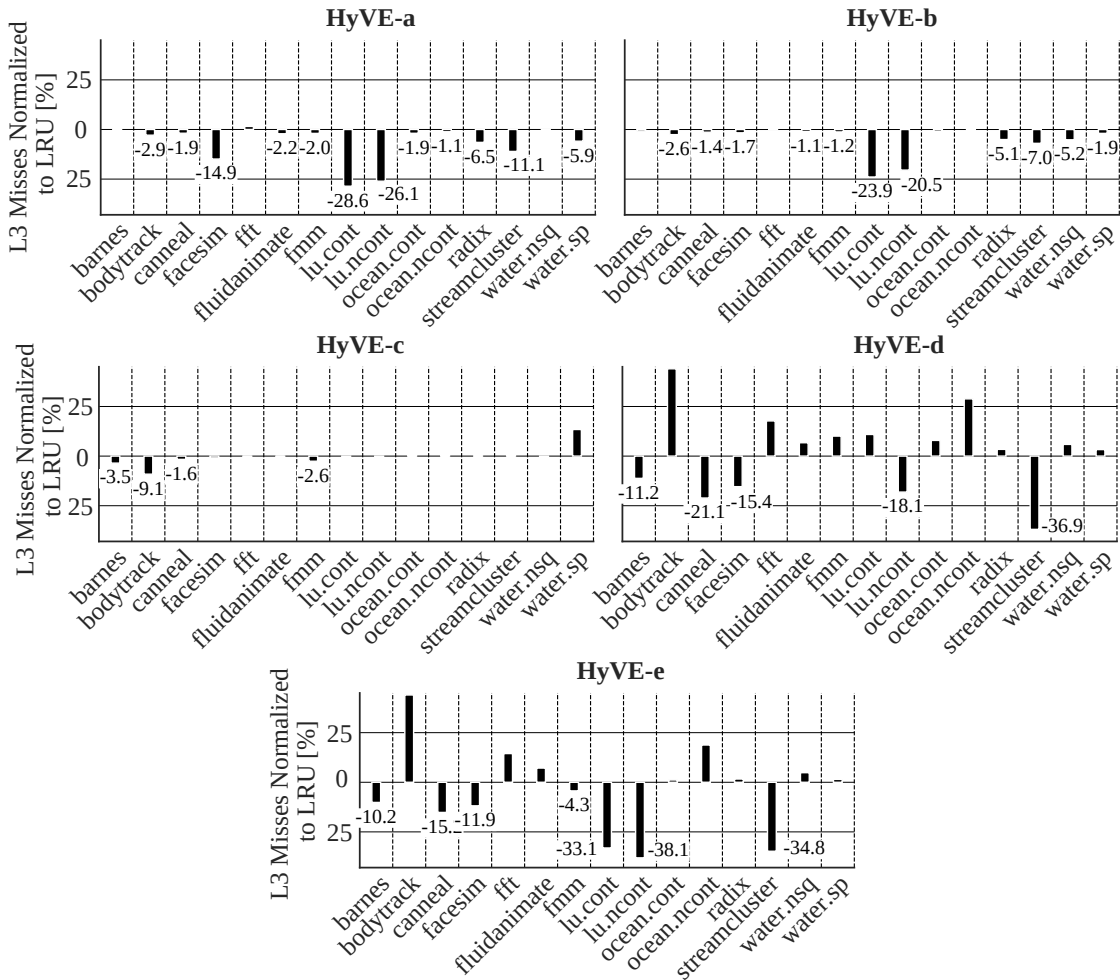 HyVE-a
L3 Misses Normalized
to LRU [%]
25
0
25
-2.9
-1.9
-14.9
-2.2
-2.0
-28.6
-26.1
-1.9
-1.1
-6.5
-11.1
-5.9
barnes
bodytrack
canneal
facesim
fft
fluidanimate
fmm
lu.cont
lu.ncont
ocean.cont
ocean.ncont
radix
streamcluster
water.nsq
water.sp
HyVE-b
-2.6
-1.4
-1.7
-1.1
-1.2
-23.9
-20.5
-5.1
-7.0
-5.2
-1.9
barnes
bodytrack
canneal
facesim
fft
fluidanimate
fmm
lu.cont
lu.ncont
ocean.cont
ocean.ncont
radix
streamcluster
water.nsq
water.sp
HyVE-c
L3 Misses Normalized
to LRU [%]
25
0
25
-3.5
-9.1
-1.6
-2.6
barnes
bodytrack
canneal
facesim
fft
fluidanimate
fmm
lu.cont
lu.ncont
ocean.cont
ocean.ncont
radix
streamcluster
water.nsq
water.sp
HyVE-d
-11.2
-21.1
-15.4
-18.1
-36.9
barnes
bodytrack
canneal
facesim
fft
fluidanimate
fmm
lu.cont
lu.ncont
ocean.cont
ocean.ncont
radix
streamcluster
water.nsq
water.sp
HyVE-e
L3 Misses Normalized
to LRU [%]
25
0
25
-10.2
-11.9
-4.3
-33.1
-38.1
-34.8
barnes
bodytrack
canneal
facesim
fft
fluidanimate
fmm
lu.cont
lu.ncont
ocean.cont
ocean.ncont
radix
streamcluster
water.nsq
water.sp